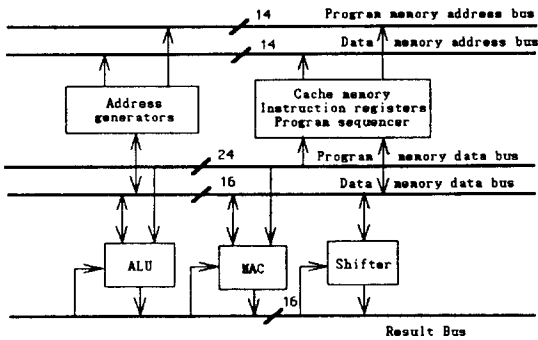 14 Program memory address bus
14 Data memory address bus
Address
generators
Cache memory
Instruction registers
Program sequencer
24 Program memory data bus
16 Data memory data bus
ALU
MAC
Shifter
16
Result Bus